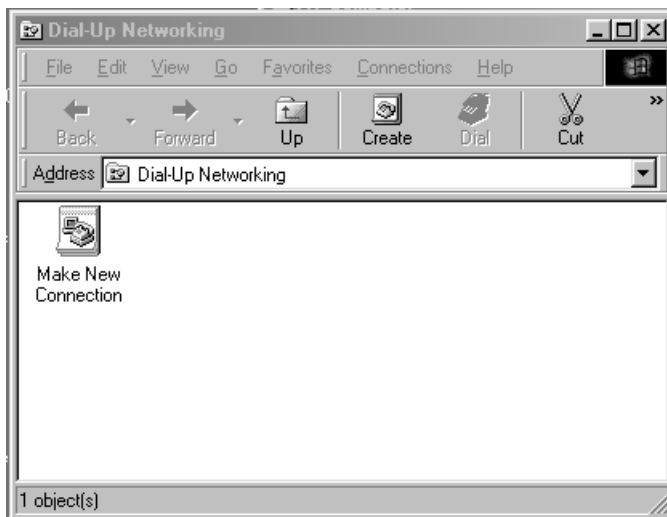 Dial-Up Networking
File Edit View Go Favorites Connections Help
Back Forward Up Create Dial Cut »
Address Dial-Up Networking
Make New
Connection
1 object(s)